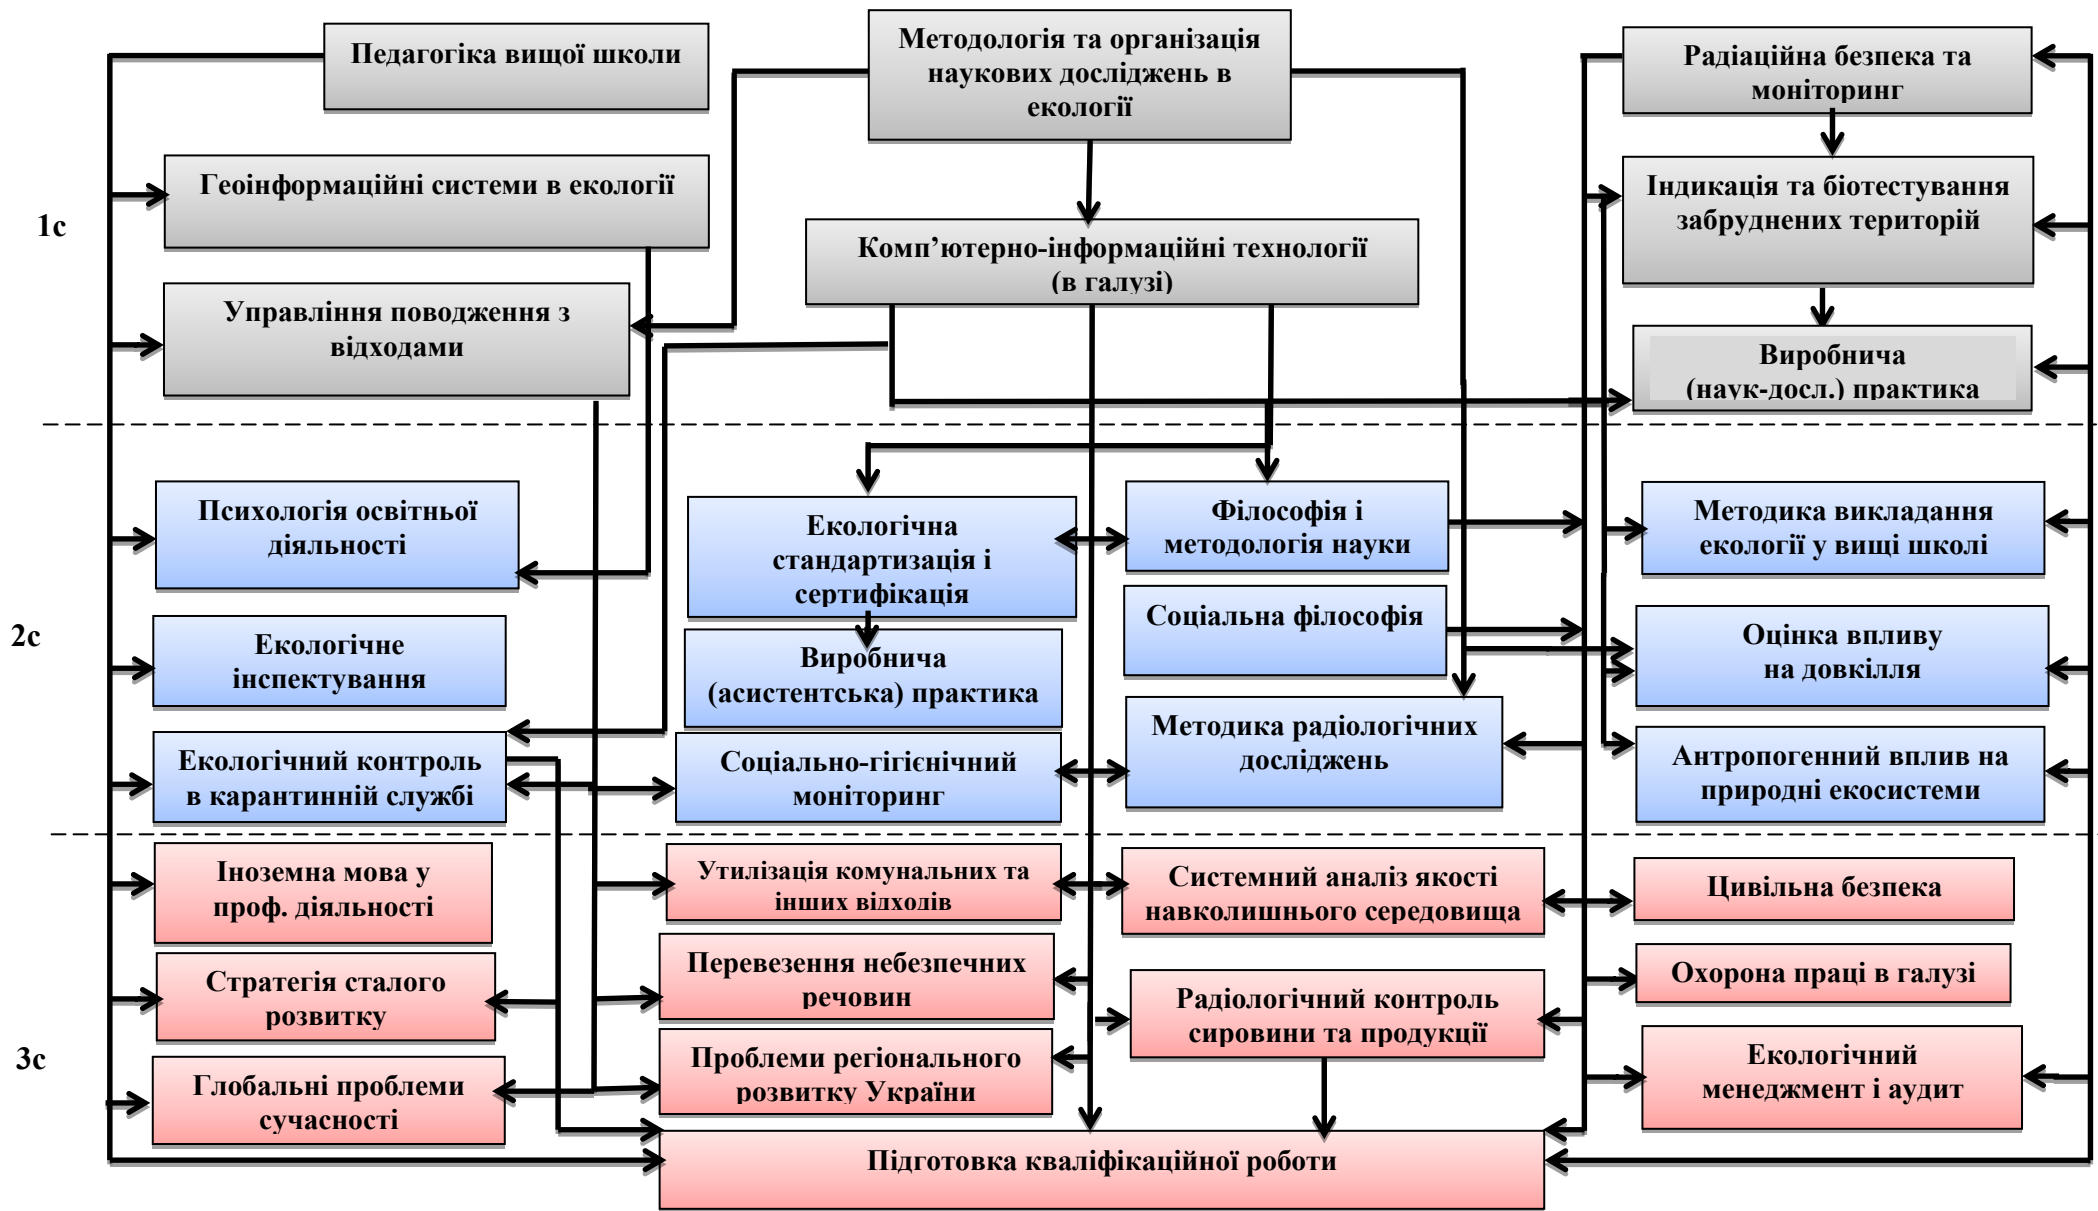 Педагогіка вищої школи
Методологія та організація
наукових досліджень в
екології
Радіаційна безпека та
моніторинг
1с
Геоінформаційні системи в екології
Індикація та біотестування
забруднених територій
Комп’ютерно-інформаційні технології
(в галузі)
Управління поводження з
відходами
Виробнича
(наук-досл.) практика
2с
Психологія освітньої
діяльності
Екологічна
стандартизація і
сертифікація
Філософія і
методологія науки
Методика викладання
екології у вищі школі
Соціальна філософія
Екологічне
інспектування
Виробнича
(асистентська) практика
Оцінка впливу
на довкілля
Екологічний контроль
в карантинній службі
Соціально-гігієнічний
моніторинг
Методика радіологічних
досліджень
Антропогенний вплив на
природні екосистеми
3с
Іноземна мова у
проф. діяльності
Утилізація комунальних та
інших відходів
Системний аналіз якості
навколишнього середовища
Цивільна безпека
Стратегія сталого
розвитку
Перевезення небезпечних
речовин
Радіологічний контроль
сировини та продукції
Охорона праці в галузі
Глобальні проблеми
сучасності
Проблеми регіонального
розвитку України
Екологічний
менеджмент і аудит
Підготовка кваліфікаційної роботи